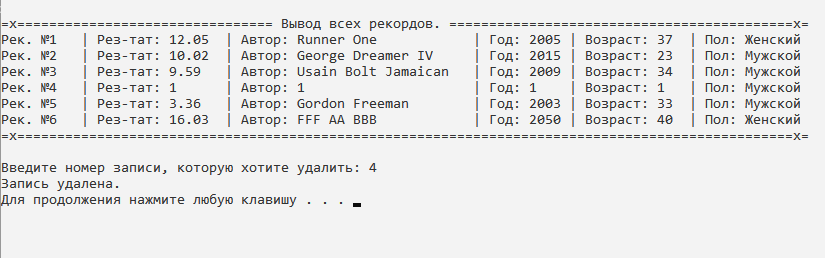 =x================================ Вывод всех рекордов. ===========================================x=
Рек. №1   | Рез-тат: 12.05  | Автор: Runner One            | Год: 2005 | Возраст: 37  | Пол: Женский
Рек. №2   | Рез-тат: 10.02  | Автор: George Dreamer IV     | Год: 2015 | Возраст: 23  | Пол: Мужской
Рек. №3   | Рез-тат: 9.59   | Автор: Usain Bolt Jamaican   | Год: 2009 | Возраст: 34  | Пол: Мужской
Рек. №4   | Рез-тат: 1      | Автор: 1                     | Год: 1    | Возраст: 1   | Пол: Мужской
Рек. №5   | Рез-тат: 3.36   | Автор: Gordon Freeman        | Год: 2003 | Возраст: 33  | Пол: Мужской
Рек. №6   | Рез-тат: 16.03  | Автор: FFF AA BBB            | Год: 2050 | Возраст: 40  | Пол: Женский
=x=================================================================================================x=
Введите номер записи, которую хотите удалить: 4
Запись удалена.
Для продолжения нажмите любую клавишу . . .